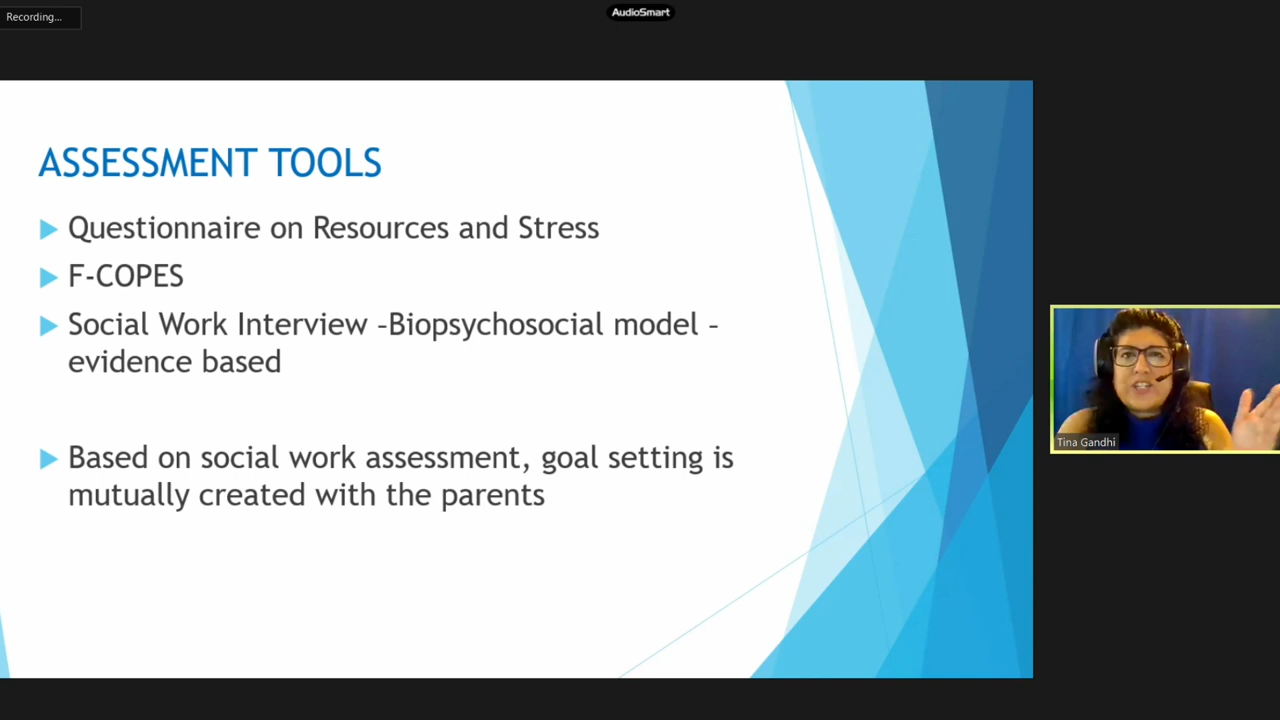 Recording...
AudioSmart
ASSESSMENT TOOLS
Questionnaire on Resources and Stress
F-COPES
Social Work Interview –Biopsychosocial model –
evidence based
Based on social work assessment, goal setting is
mutually created with the parents
Tina Gandhi